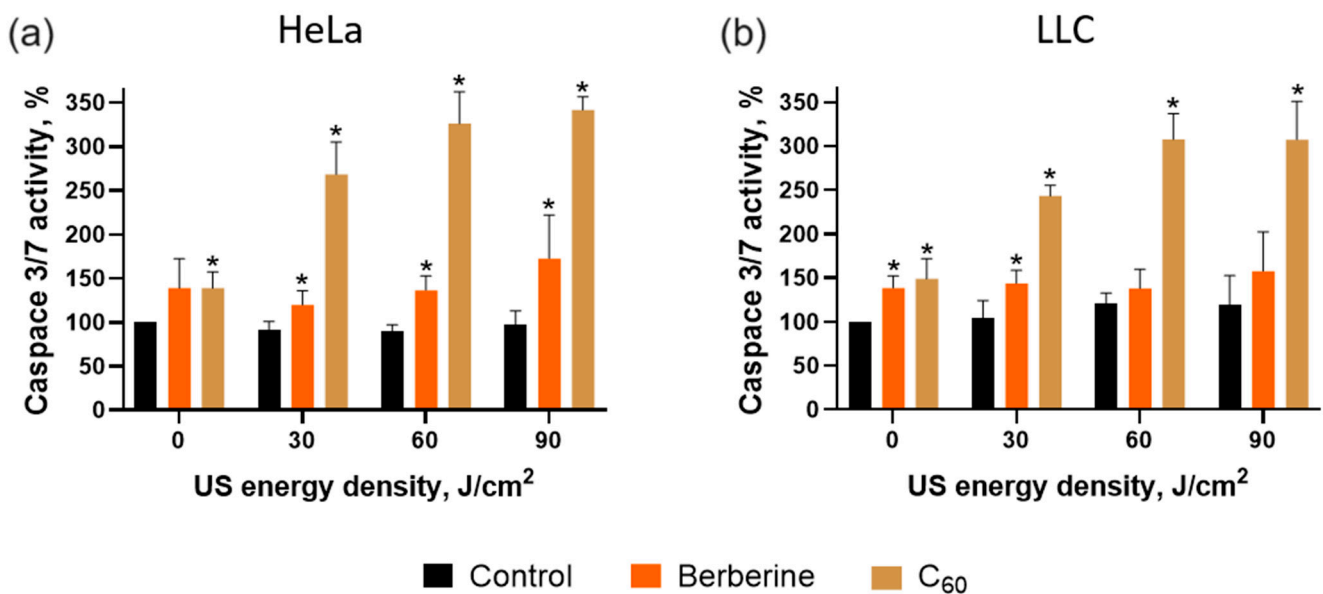 (a) HeLa
Caspace 3/7 activity, %
350 * * *
300
250
200 *
150 * *
100 *
50
0
0 30 60 90
US energy density, J/cm²
(b) LLC
Caspace 3/7 activity, %
350 * *
300
250 *
200
150 * * *
100
50
0
0 30 60 90
US energy density, J/cm²
Control Berberine C₆₀